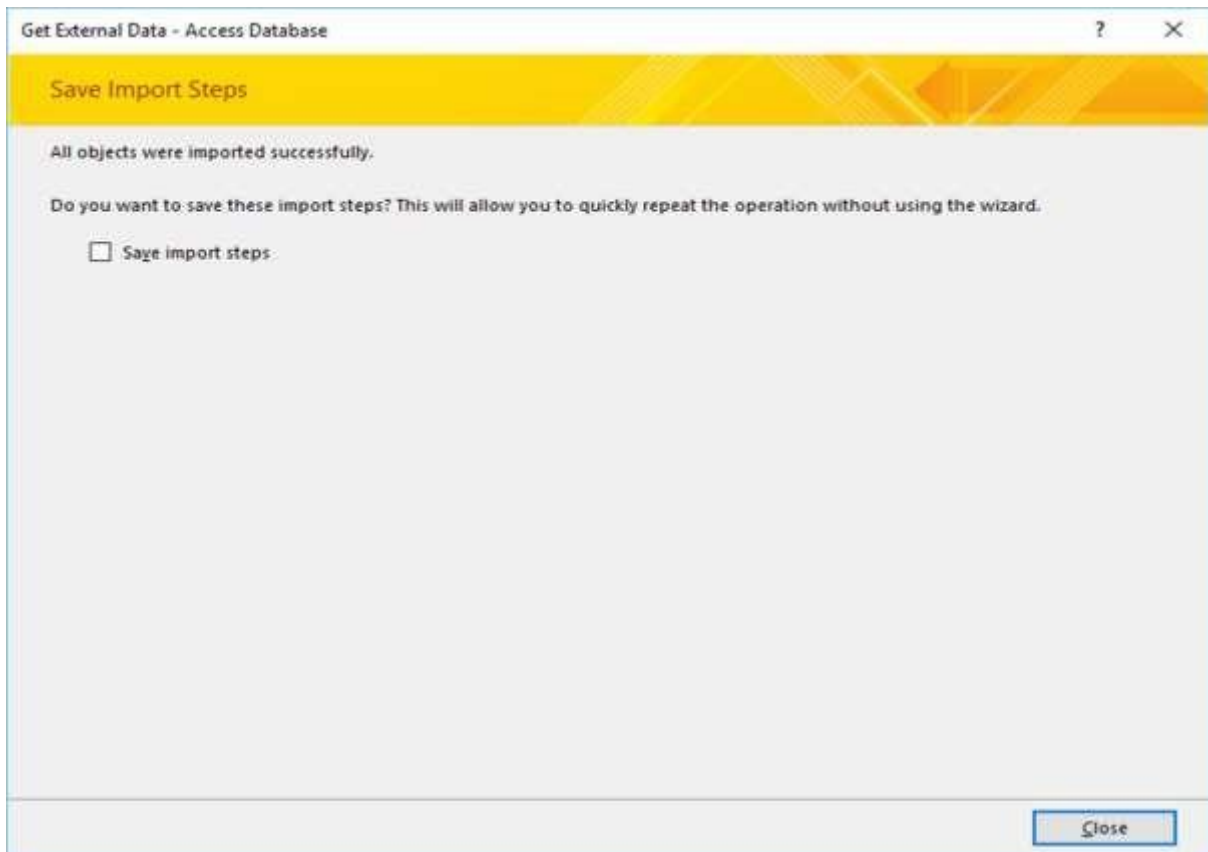 Get External Data - Access Database
?
Save Import Steps
All objects were imported successfully.
Do you want to save these import steps? This will allow you to quickly repeat the operation without using the wizard.
Save import steps
Close